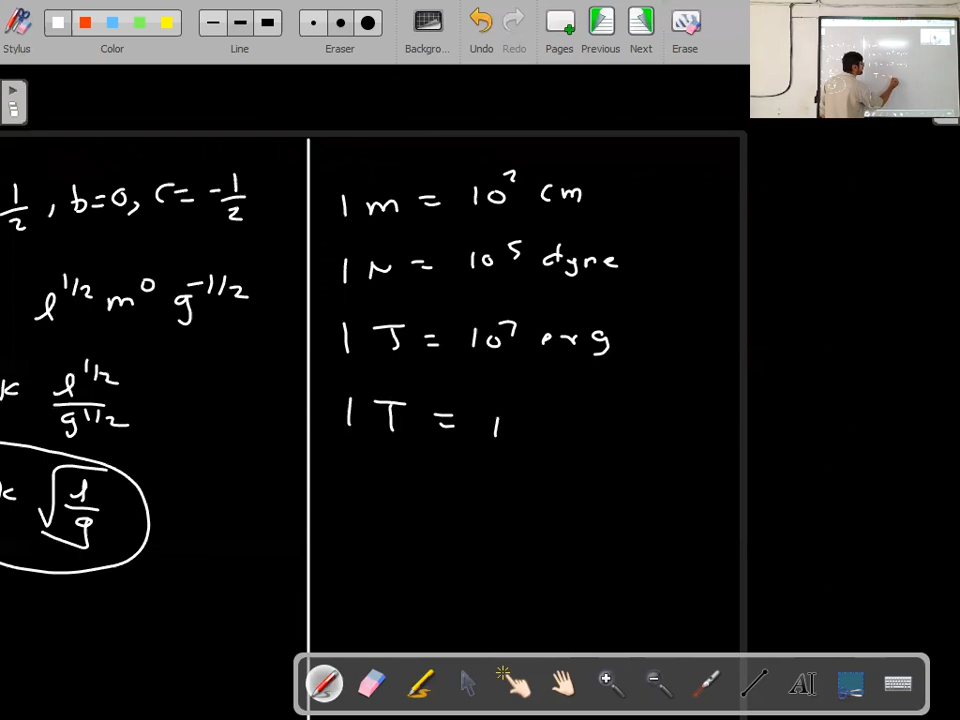 Stylus
Color
Line
Eraser
Backgro...
Undo
Redo
Pages
Previous
Next
Erase
1/2 , b=0, c= -1/2
l^1/2 m^0 g^-1/2
k l^1/2 / g^1/2
k √(l/g)
1 m = 10^2 cm
1 N = 10^5 dyne
1 J = 10^7 erg
1 T = 1
AI